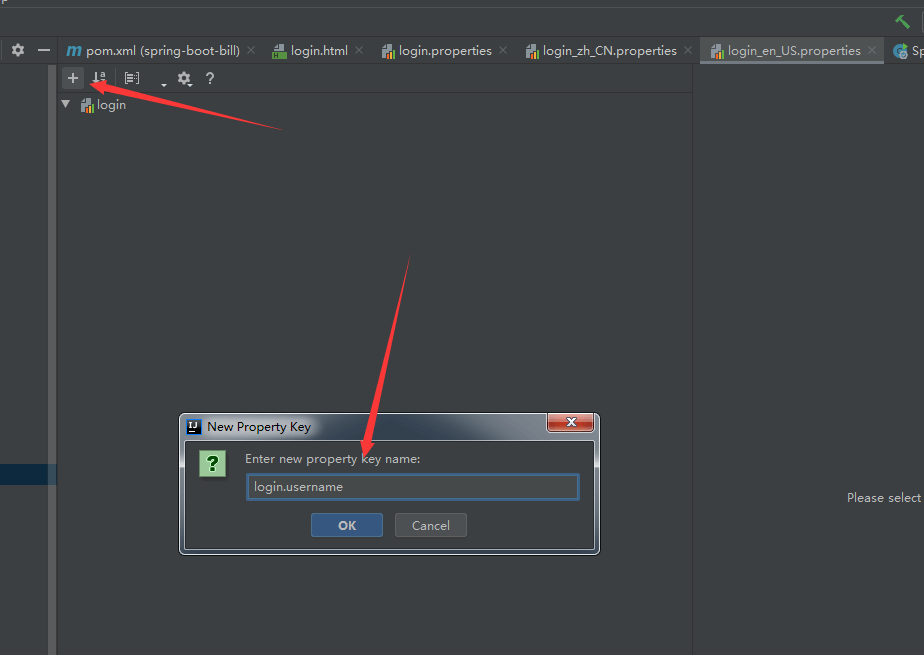 pom.xml (spring-boot-bill) login.html login.properties login_zh_CN.properties login_en_US.properties Sp
?
login
New Property Key
Enter new property key name:
login.username
OK Cancel
Please select